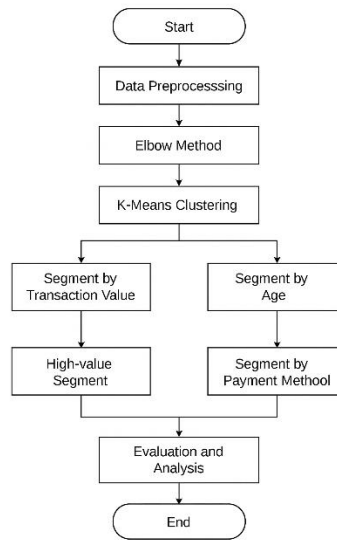 Start
Data Preprocesssing
Elbow Method
K-Means Clustering
Segment by
Transaction Value
Segment by
Age
High-value
Segment
Segment by
Payment Methool
Evaluation and
Analysis
End